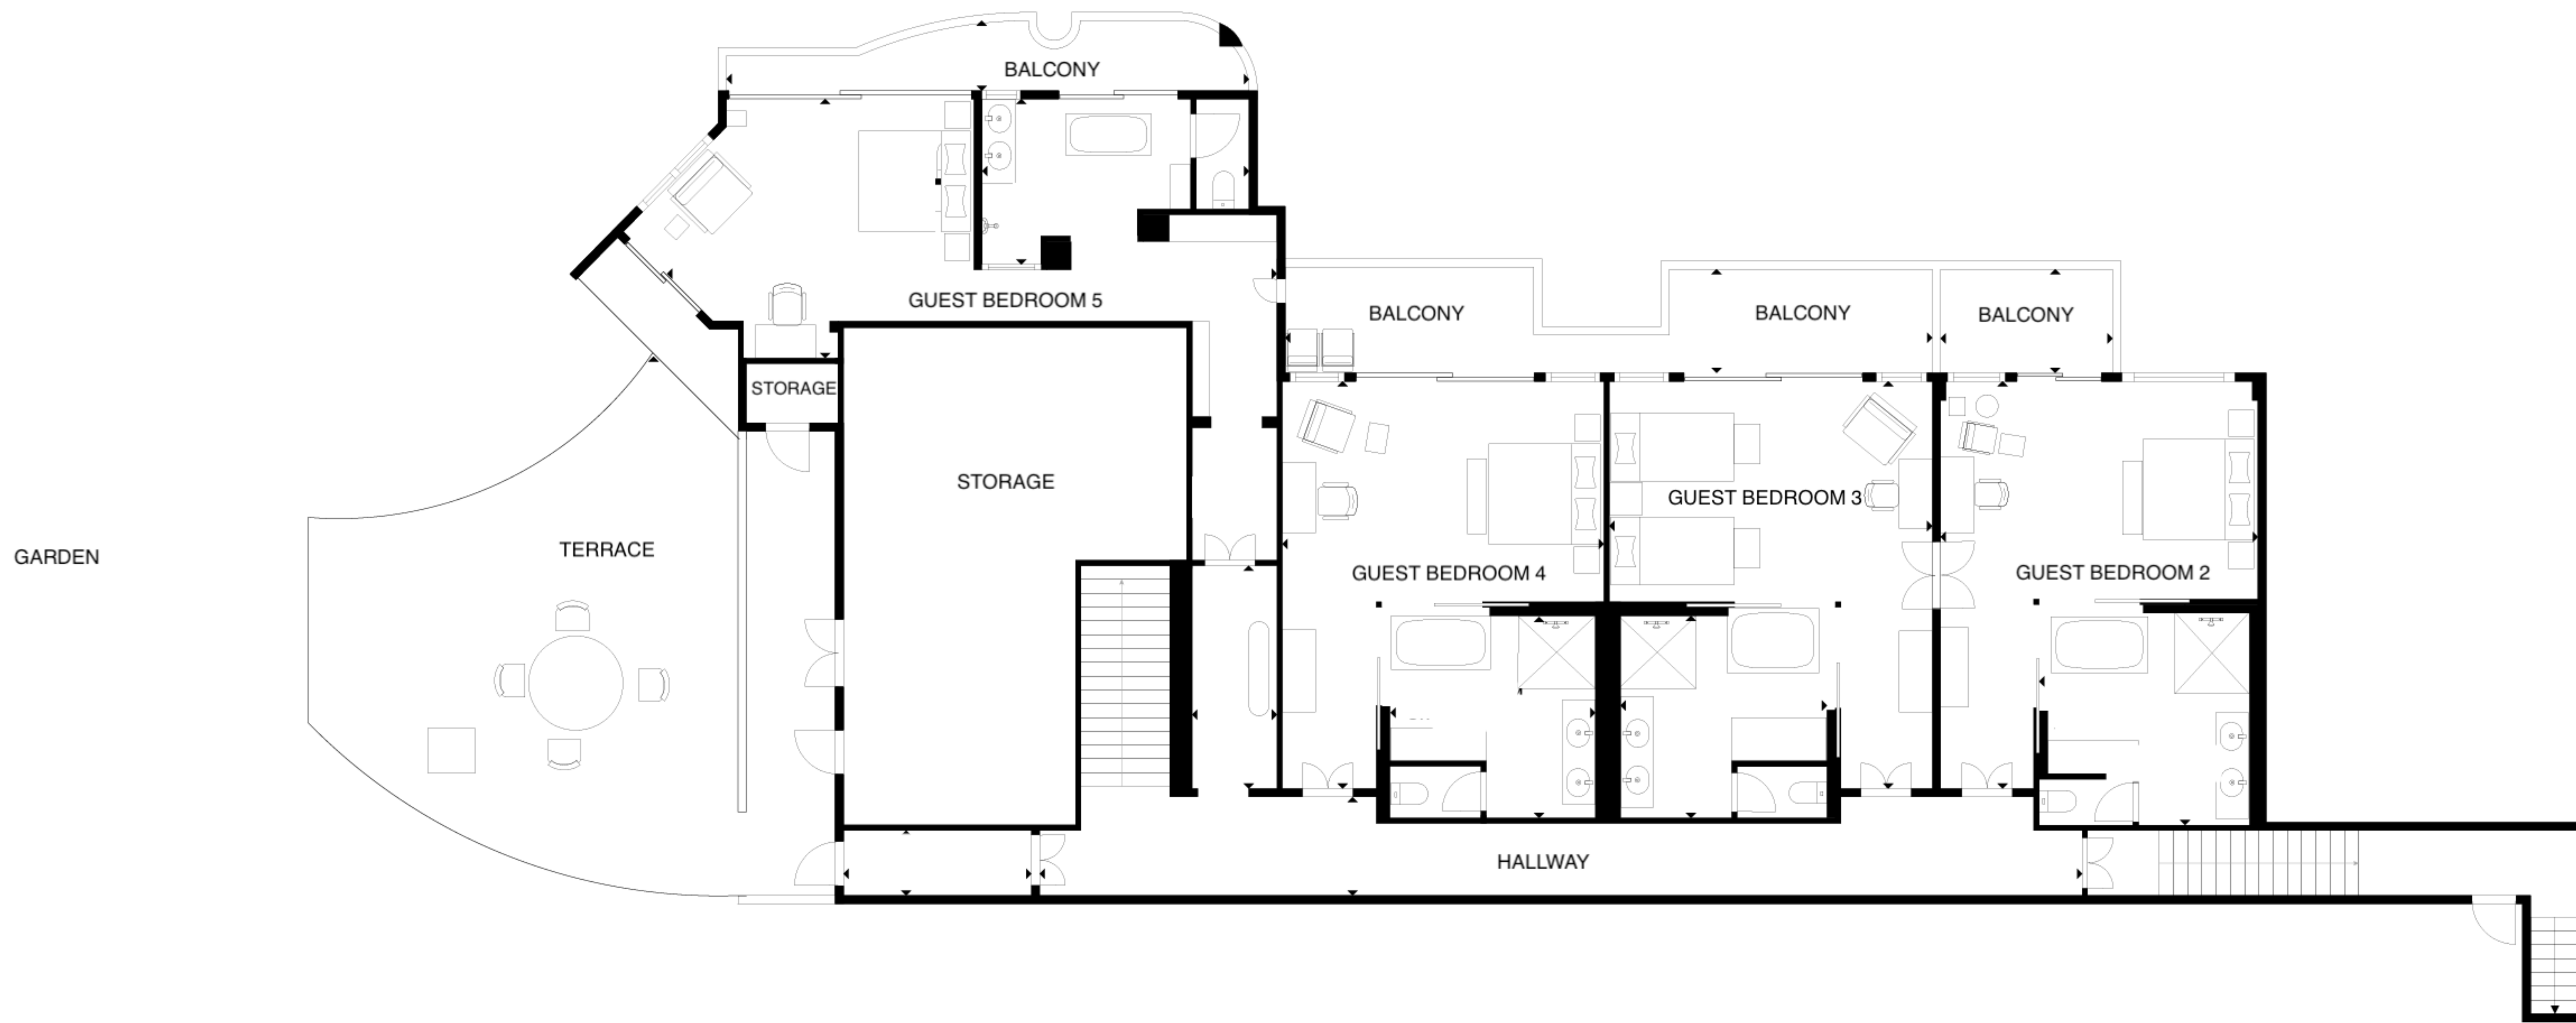 BALCONY
GUEST BEDROOM 5
BALCONY
BALCONY
BALCONY
STORAGE
STORAGE
GUEST BEDROOM 3
GARDEN
TERRACE
GUEST BEDROOM 4
GUEST BEDROOM 2
HALLWAY